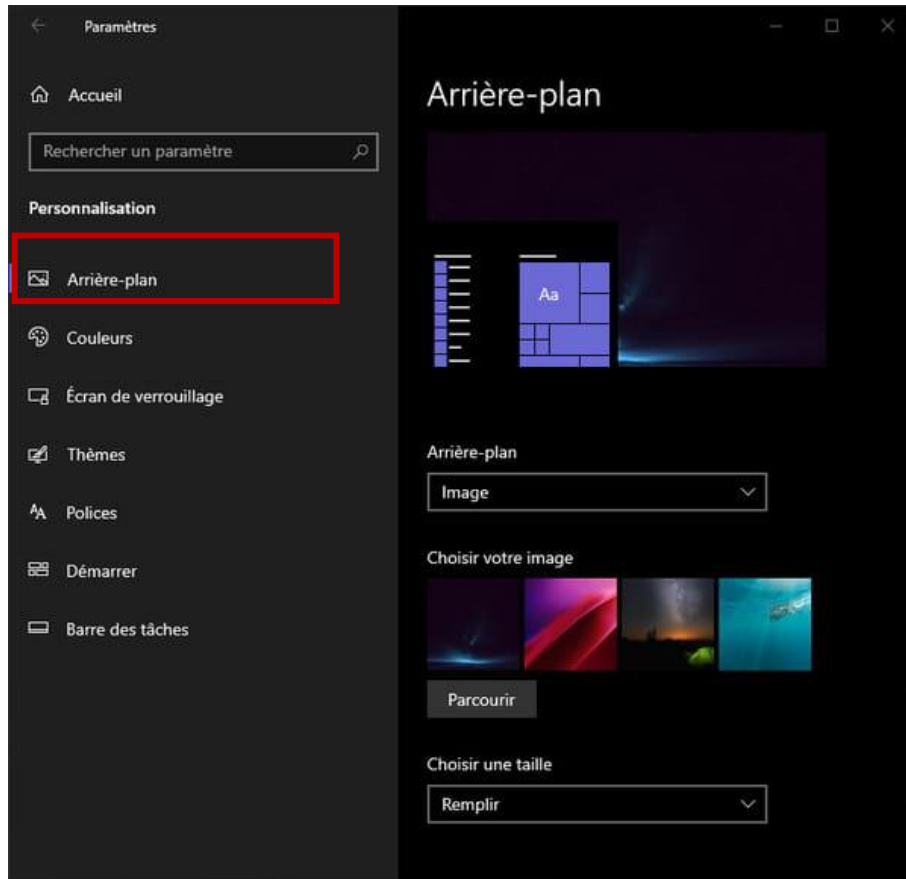 Paramètres
Accueil
Rechercher un paramètre
Personnalisation
Arrière-plan
Couleurs
Écran de verrouillage
Thèmes
Polices
Démarrer
Barre des tâches
Arrière-plan
Aa
Arrière-plan
Image
Choisir votre image
Parcourir
Choisir une taille
Remplir